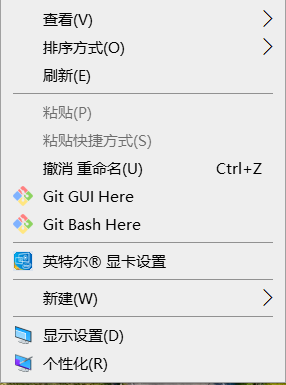 查看(V)
排序方式(O)
刷新(E)
粘贴(P)
粘贴快捷方式(S)
撤消 重命名(U) Ctrl+Z
Git GUI Here
Git Bash Here
英特尔® 显卡设置
新建(W)
显示设置(D)
个性化(R)